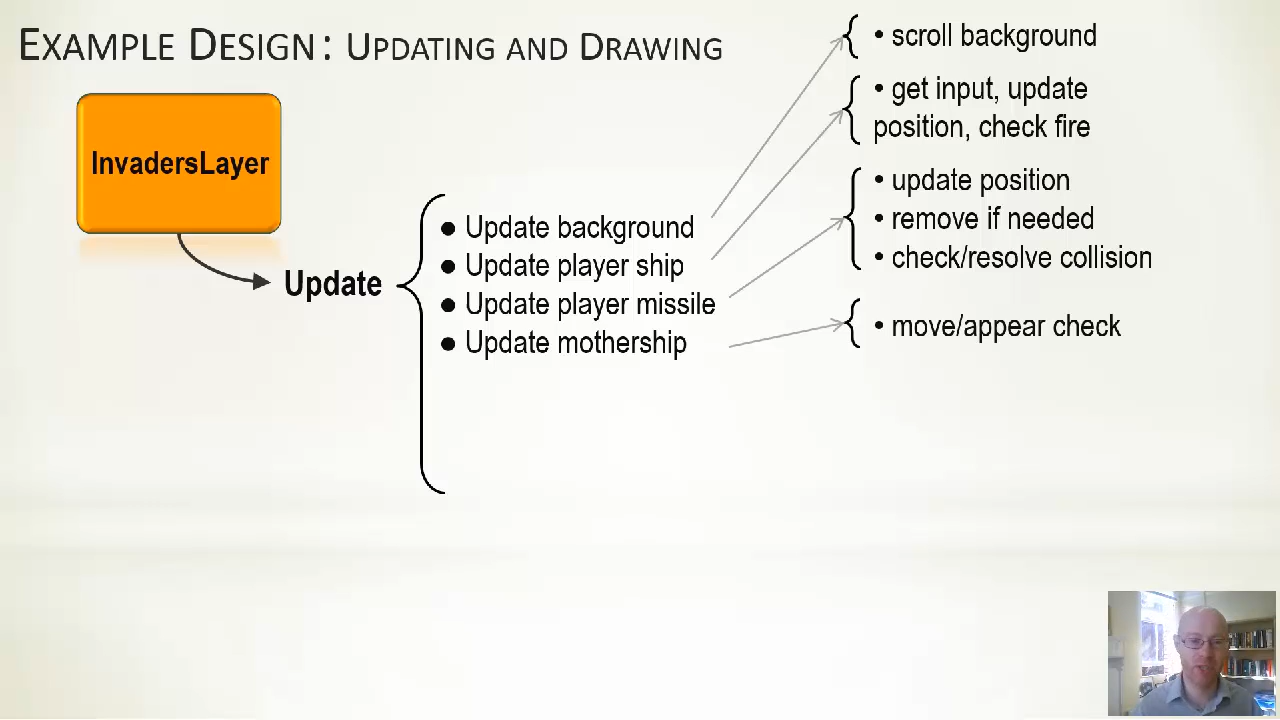 EXAMPLE DESIGN: UPDATING AND DRAWING
InvadersLayer
Update
● Update background
● Update player ship
● Update player missile
● Update mothership
• scroll background
• get input, update
position, check fire
• update position
• remove if needed
• check/resolve collision
• move/appear check